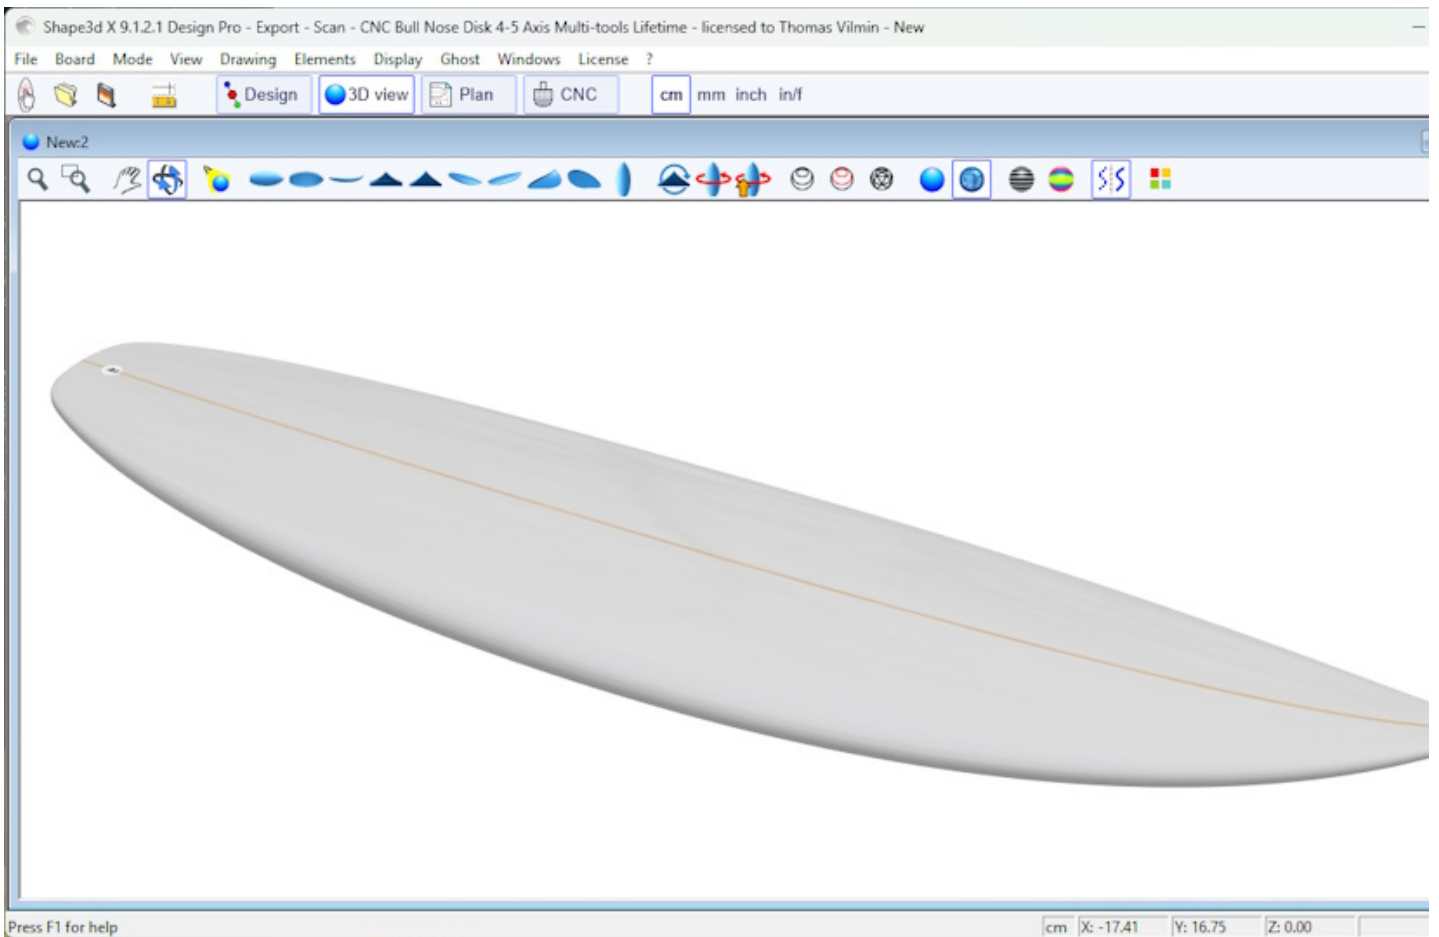 Shape3d X 9.1.2.1 Design Pro - Export - Scan - CNC Bull Nose Disk 4-5 Axis Multi-tools Lifetime - licensed to Thomas Vilmin - New
File Board Mode View Drawing Elements Display Ghost Windows License ?
Design 3D view Plan CNC cm mm inch in/f
New:2
Press F1 for help cm X: -17.41 Y: 16.75 Z: 0.00